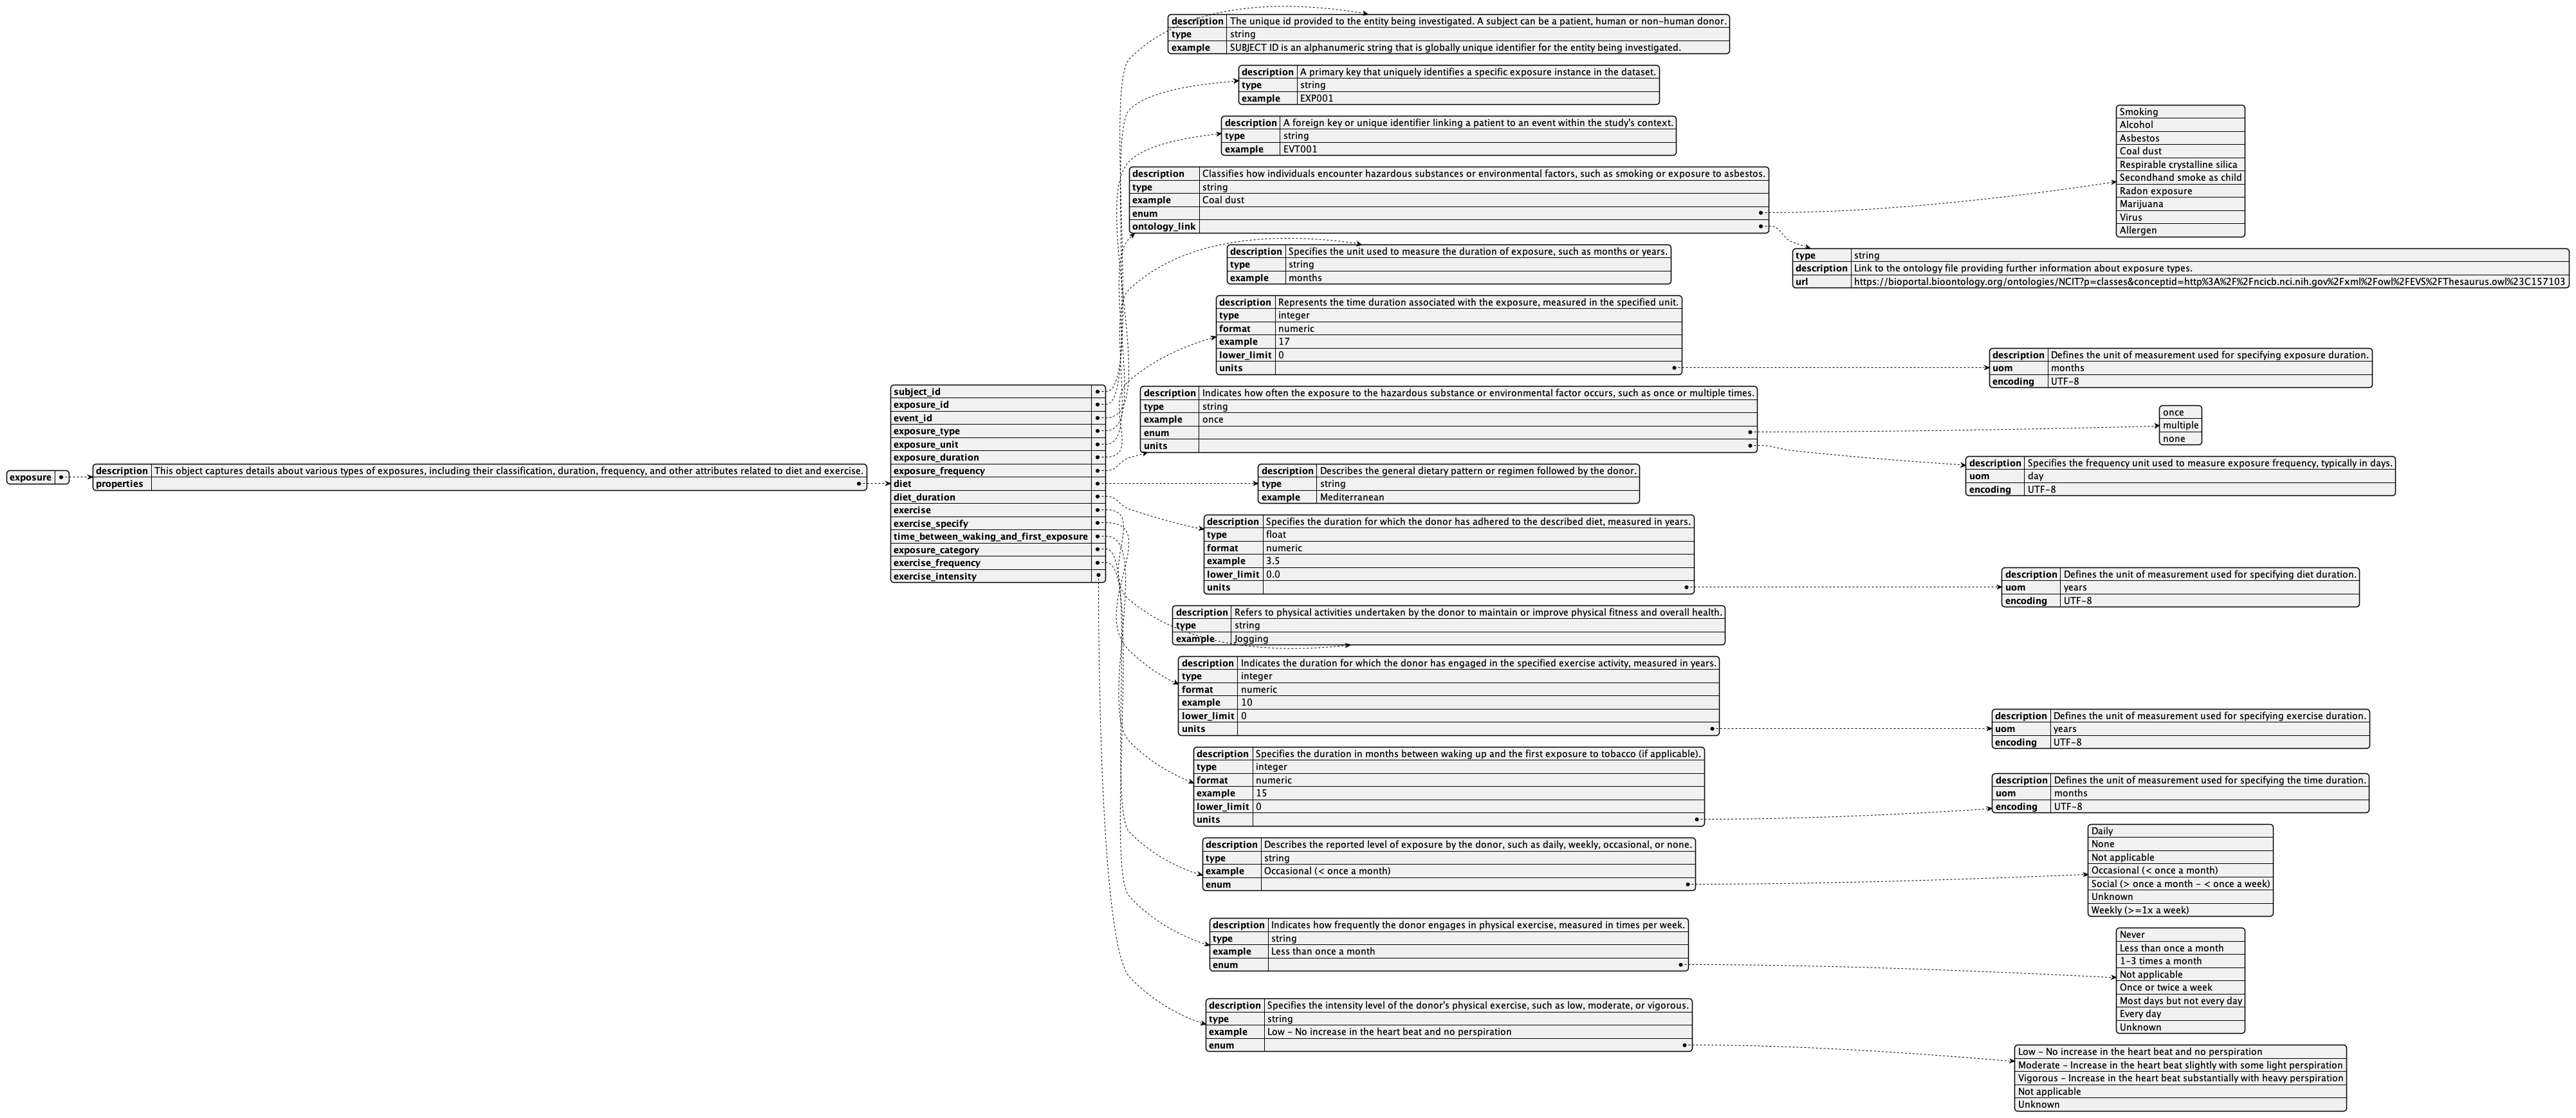 exposure
description This object captures details about various types of exposures, including their classification, duration, frequency, and other attributes related to diet and exercise.
properties
subject_id
exposure_id
event_id
exposure_type
exposure_unit
exposure_duration
exposure_frequency
diet
diet_duration
exercise
exercise_specify
time_between_waking_and_first_exposure
exposure_category
exercise_frequency
exercise_intensity
description The unique id provided to the entity being investigated. A subject can be a patient, human or non-human donor.
type string
example SUBJECT ID is an alphanumeric string that is globally unique identifier for the entity being investigated.
description A primary key that uniquely identifies a specific exposure instance in the dataset.
type string
example EXP001
description A foreign key or unique identifier linking a patient to an event within the study's context.
type string
example EVT001
description Classifies how individuals encounter hazardous substances or environmental factors, such as smoking or exposure to asbestos.
type string
example Coal dust
enum
ontology_link
Smoking
Alcohol
Asbestos
Coal dust
Respirable crystalline silica
Secondhand smoke as child
Radon exposure
Marijuana
Virus
Allergen
type string
description Link to the ontology file providing further information about exposure types.
url https://bioportal.bioontology.org/ontologies/NCIT?p=classes&conceptid=http%3A%2F%2Fncicb.nci.nih.gov%2Fxml%2Fowl%2FEVS%2FThesaurus.owl%23C157103
description Specifies the unit used to measure the duration of exposure, such as months or years.
type string
example months
description Represents the time duration associated with the exposure, measured in the specified unit.
type integer
format numeric
example 17
lower_limit 0
units
description Defines the unit of measurement used for specifying exposure duration.
uom months
encoding UTF-8
description Indicates how often the exposure to the hazardous substance or environmental factor occurs, such as once or multiple times.
type string
example once
enum
units
once
multiple
none
description Specifies the frequency unit used to measure exposure frequency, typically in days.
uom day
encoding UTF-8
description Describes the general dietary pattern or regimen followed by the donor.
type string
example Mediterranean
description Specifies the duration for which the donor has adhered to the described diet, measured in years.
type float
format numeric
example 3.5
lower_limit 0.0
units
description Defines the unit of measurement used for specifying diet duration.
uom years
encoding UTF-8
description Refers to physical activities undertaken by the donor to maintain or improve physical fitness and overall health.
type string
example Jogging
description Indicates the duration for which the donor has engaged in the specified exercise activity, measured in years.
type integer
format numeric
example 10
lower_limit 0
units
description Defines the unit of measurement used for specifying exercise duration.
uom years
encoding UTF-8
description Specifies the duration in months between waking up and the first exposure to tobacco (if applicable).
type integer
format numeric
example 15
lower_limit 0
units
description Defines the unit of measurement used for specifying the time duration.
uom months
encoding UTF-8
description Describes the reported level of exposure by the donor, such as daily, weekly, occasional, or none.
type string
example Occasional (< once a month)
enum
Daily
None
Not applicable
Occasional (< once a month)
Social (> once a month - < once a week)
Unknown
Weekly (>=1x a week)
description Indicates how frequently the donor engages in physical exercise, measured in times per week.
type string
example Less than once a month
enum
Never
Less than once a month
1-3 times a month
Not applicable
Once or twice a week
Most days but not every day
Every day
Unknown
description Specifies the intensity level of the donor's physical exercise, such as low, moderate, or vigorous.
type string
example Low - No increase in the heart beat and no perspiration
enum
Low - No increase in the heart beat and no perspiration
Moderate - Increase in the heart beat slightly with some light perspiration
Vigorous - Increase in the heart beat substantially with heavy perspiration
Not applicable
Unknown